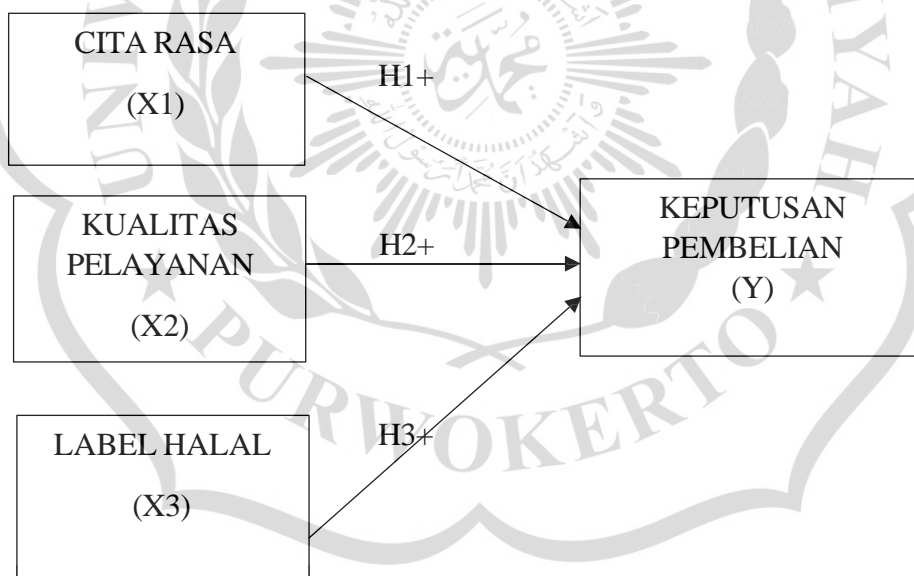 CITA RASA
(X1)
H1+
KUALITAS
PELAYANAN
(X2)
H2+
KEPUTUSAN
PEMBELIAN
(Y)
LABEL HALAL
(X3)
H3+
PURWOKERTO